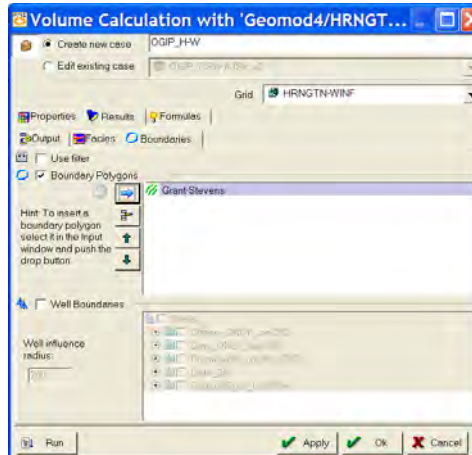 Volume Calculation with 'Geomod4/HRNGT...
Create new case
OGIP_H-W
Edit existing case
Grid
HRNGTN-WINF
Properties
Results
Formulas
Output
Facies
Boundaries
Use filter
Boundary Polygons
Grant-Stevens
Hint: To insert a
boundary polygon
select it in the Input
window and push the
drop button.
Well Boundaries
Well influence
radius:
Run
Apply
Ok
Cancel